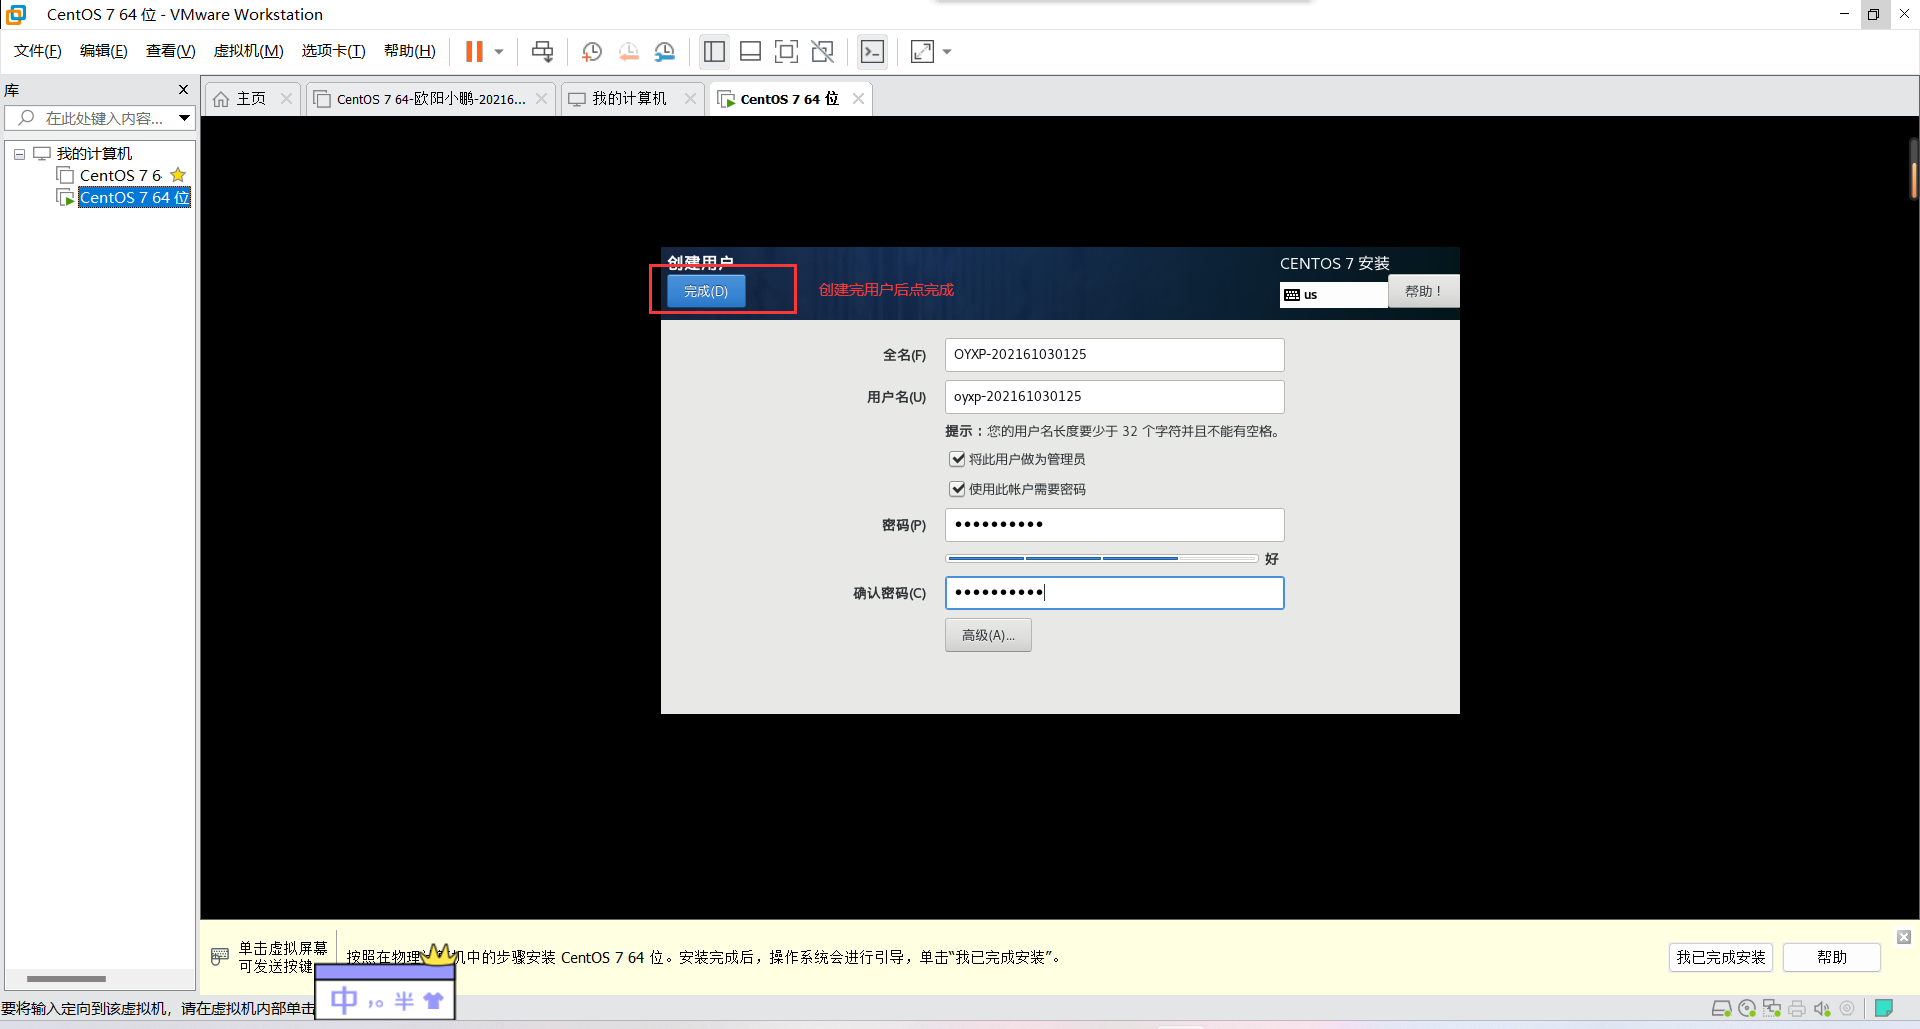 CentOS 7 64 位 - VMware Workstation
文件(F) 编辑(E) 查看(V) 虚拟机(M) 选项卡(T) 帮助(H)
库
主页 CentOS 7 64-欧阳小鹏-20216... 我的计算机 CentOS 7 64 位
在此处键入内容...
我的计算机
CentOS 7 6
CentOS 7 64 位
创建用户
CENTOS 7 安装
完成(D)
创建完用户后点完成
us
帮助！
全名(F) OYXP-202161030125
用户名(U) oyxp-202161030125
提示：您的用户名长度要少于 32 个字符并且不能有空格。
将此用户做为管理员
使用此帐户需要密码
密码(P) ●●●●●●●●●●
好
确认密码(C) ●●●●●●●●●●
高级(A)...
单击虚拟屏幕
可发送按键
按照在物理 机中的步骤安装 CentOS 7 64 位。安装完成后，操作系统会进行引导，单击“我已完成安装”。
我已完成安装 帮助
要将输入定向到该虚拟机，请在虚拟机内部单击
中 ，。 半